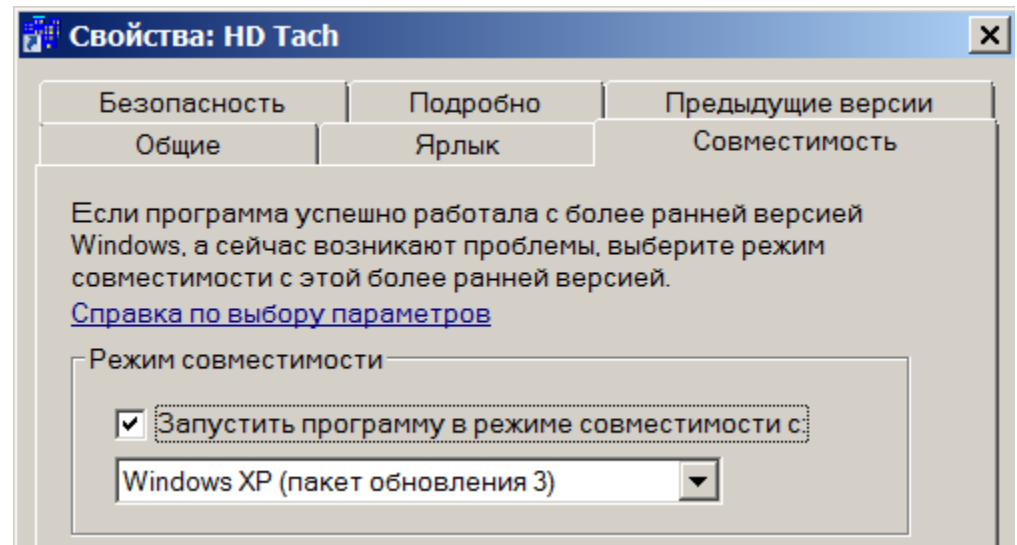 Свойства: HD Tach
Безопасность Подробно Предыдущие версии
Общие Ярлык Совместимость
Если программа успешно работала с более ранней версией
Windows, а сейчас возникают проблемы, выберите режим
совместимости с этой более ранней версией.
Справка по выбору параметров
Режим совместимости
Запустить программу в режиме совместимости с:
Windows XP (пакет обновления 3)